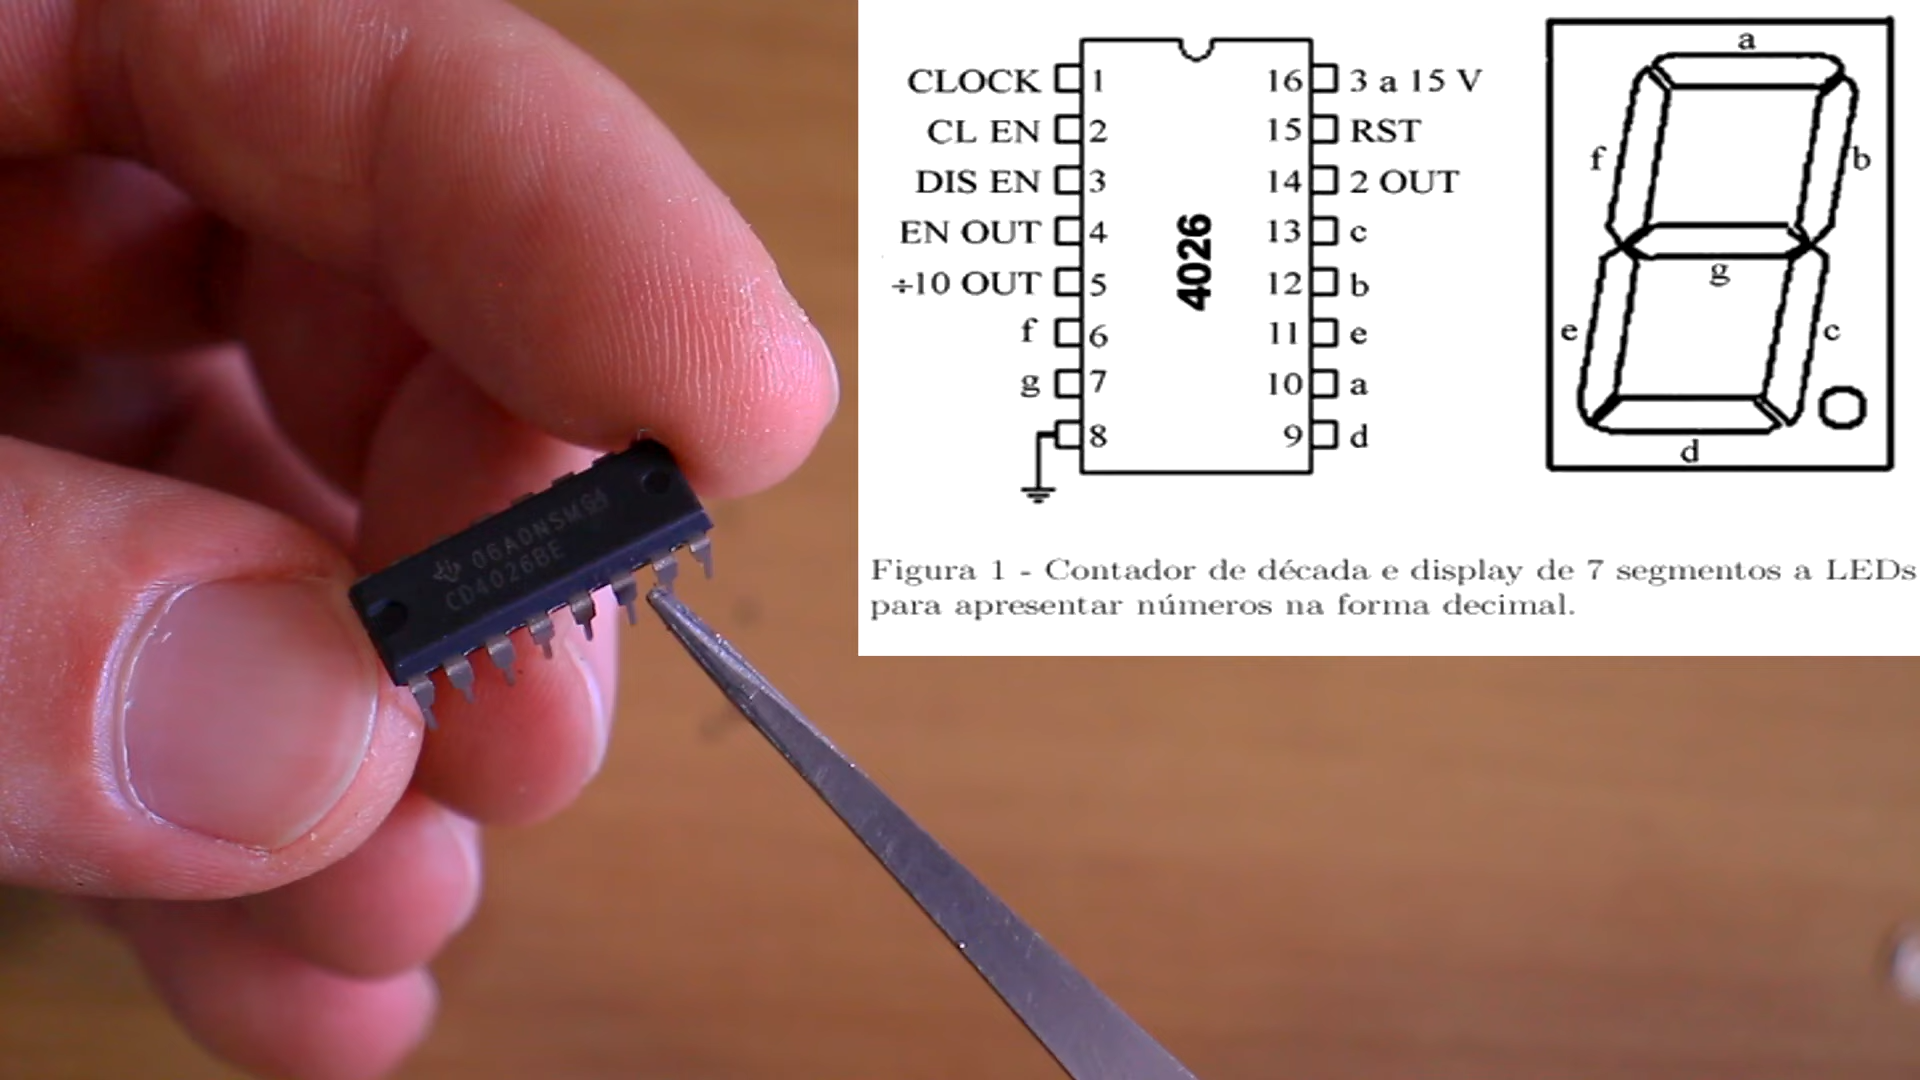 CLOCK 1 16 3 a 15 V
CL EN 2 15 RST
DIS EN 3 14 2 OUT
EN OUT 4 13 c
÷10 OUT 5 12 b
f 6 11 e
g 7 10 a
8 9 d
4026
a
f b
g
e c
d
Figura 1 - Contador de década e display de 7 segmentos a LEDs
para apresentar números na forma decimal.
06ADNSM
CD4026BE